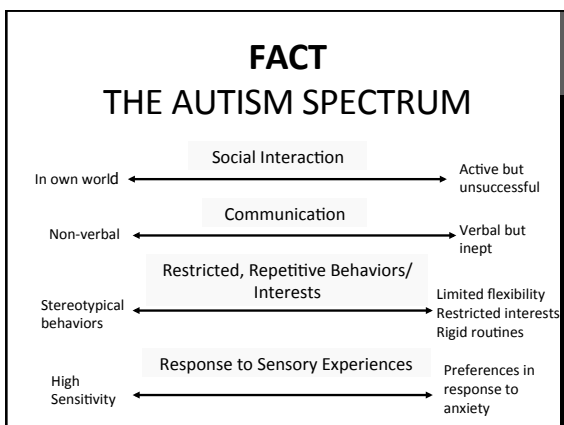 FACT
THE AUTISM SPECTRUM
Social Interaction
In own world
Active but
unsuccessful
Communication
Non-verbal
Verbal but
inept
Restricted, Repetitive Behaviors/
Interests
Stereotypical
behaviors
Limited flexibility
Restricted interests
Rigid routines
Response to Sensory Experiences
High
Sensitivity
Preferences in
response to
anxiety